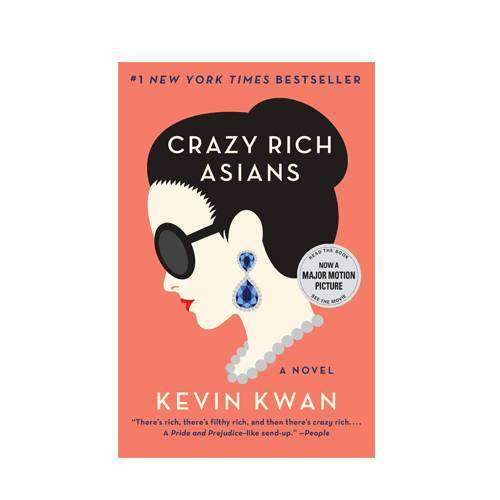 #1 NEW YORK TIMES BESTSELLER
CRAZY RICH
ASIANS
READ THE BOOK
NOW A
MAJOR MOTION
PICTURE
SEE THE MOVIE
A NOVEL
KEVIN KWAN
"There's rich, there's filthy rich, and then there's crazy rich....
A Pride and Prejudice–like send-up." —People